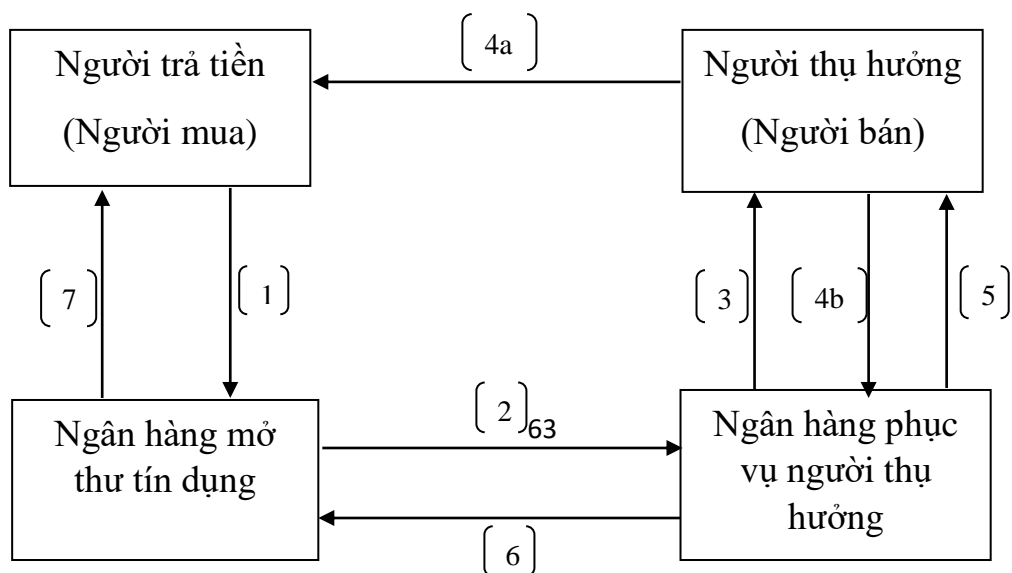 4a
Người trả tiền
(Người mua)
Người thụ hưởng
(Người bán)
7
1
3
4b
5
2
63
Ngân hàng mở
thư tín dụng
Ngân hàng phục
vụ người thụ
hưởng
6